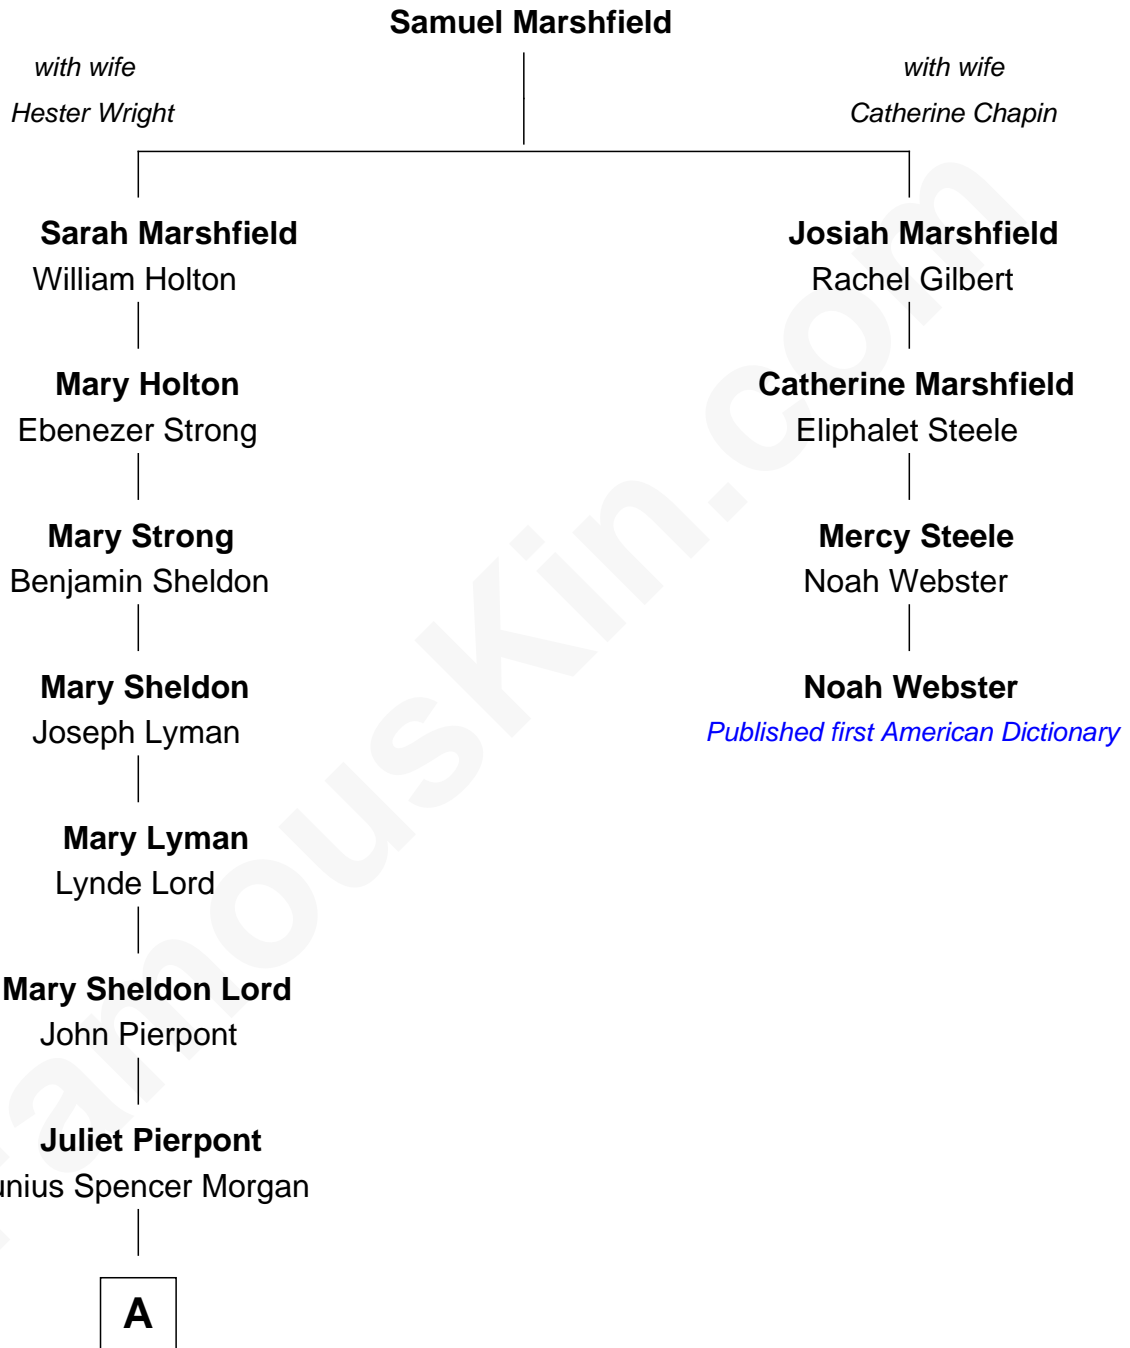 Samuel Marshfield
with wife
Hester Wright
with wife
Catherine Chapin
Sarah Marshfield
William Holton
Josiah Marshfield
Rachel Gilbert
Mary Holton
Ebenezer Strong
Catherine Marshfield
Eliphalet Steele
Mary Strong
Benjamin Sheldon
Mercy Steele
Noah Webster
Mary Sheldon
Joseph Lyman
Noah Webster
Published first American Dictionary
Mary Lyman
Lynde Lord
Mary Sheldon Lord
John Pierpont
Juliet Pierpont
unius Spencer Morgan
A
FamousKin.com